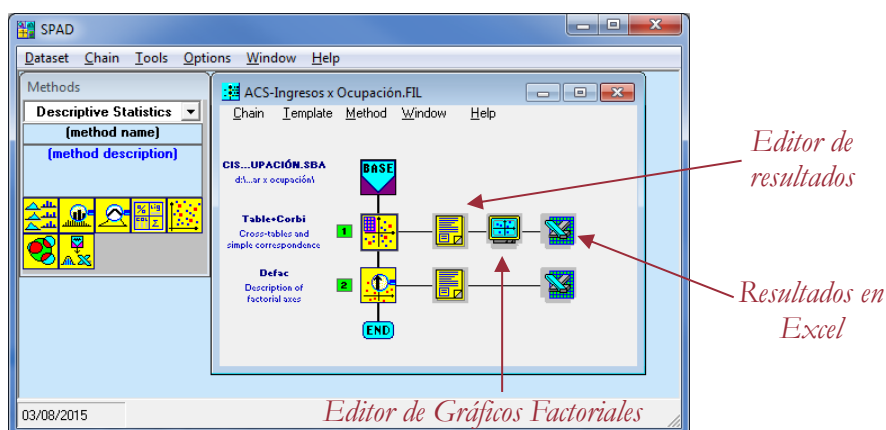 SPAD
Dataset Chain Tools Options Window Help
Methods
Descriptive Statistics
(method name)
(method description)
ACS-Ingresos x Ocupación.FIL
Chain Template Method Window Help
CIS...UPACIÓN.SBA
d:\...ar x ocupación\
BASE
Table+Corbi
Cross-tables and
simple correspondence
1
Defac
Description of
factorial axes
2
END
Editor de
resultados
Resultados en
Excel
Editor de Gráficos Factoriales
03/08/2015